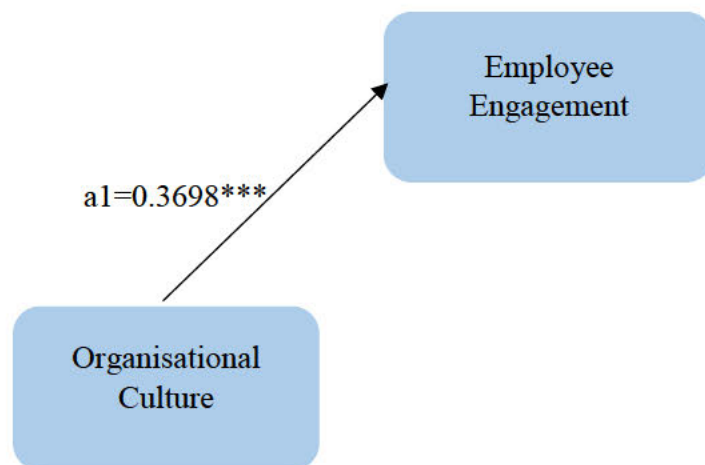 Employee
Engagement
a1=0.3698***
Organisational
Culture